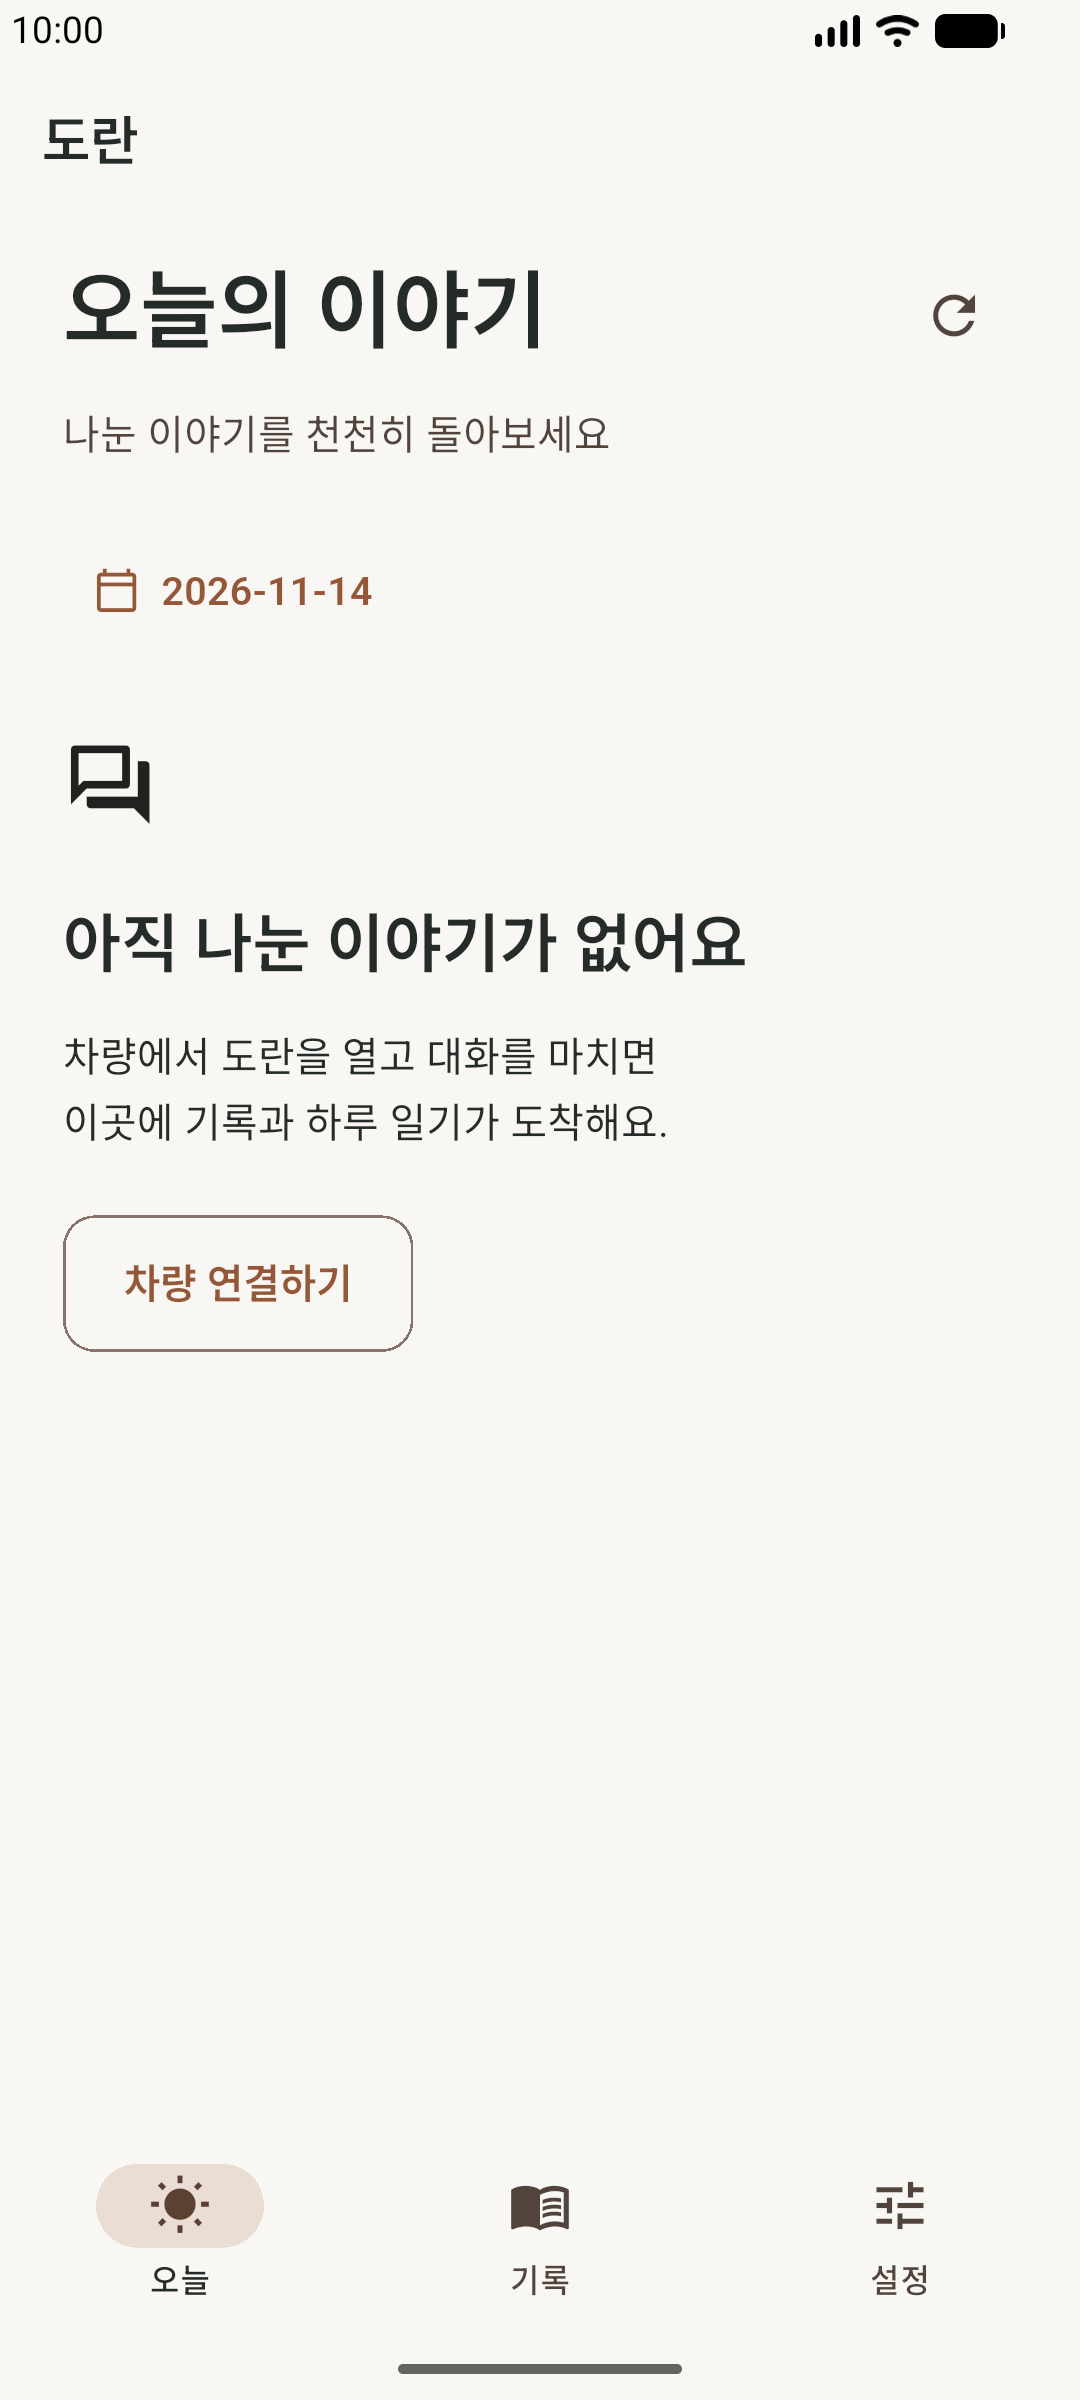 10:00
도란
오늘의 이야기
나눈 이야기를 천천히 돌아보세요
2026-11-14
아직 나눈 이야기가 없어요
차량에서 도란을 열고 대화를 마치면
이곳에 기록과 하루 일기가 도착해요.
차량 연결하기
오늘
기록
설정